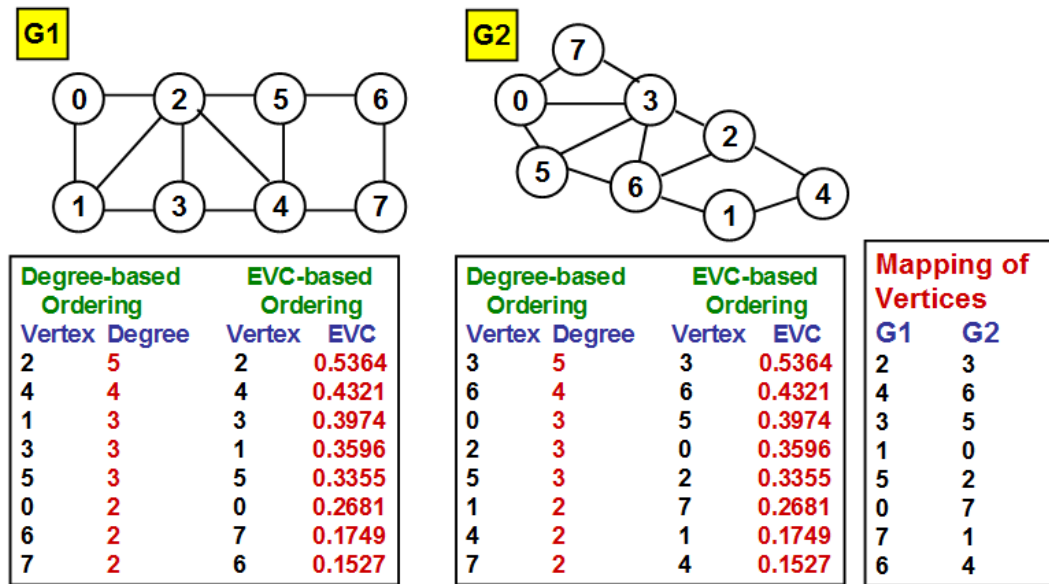 G1
0 2 5 6
1 3 4 7
G2
7
0 3
2
5 6
4
1
Degree-based EVC-based
Ordering Ordering
Vertex Degree Vertex EVC
2 5 2 0.5364
4 4 4 0.4321
1 3 3 0.3974
3 3 1 0.3596
5 3 5 0.3355
0 2 0 0.2681
6 2 7 0.1749
7 2 6 0.1527
Degree-based EVC-based
Ordering Ordering
Vertex Degree Vertex EVC
3 5 3 0.5364
6 4 6 0.4321
0 3 5 0.3974
2 3 0 0.3596
5 3 2 0.3355
1 2 7 0.2681
4 2 1 0.1749
7 2 4 0.1527
Mapping of
Vertices
G1 G2
2 3
4 6
3 5
1 0
5 2
0 7
7 1
6 4